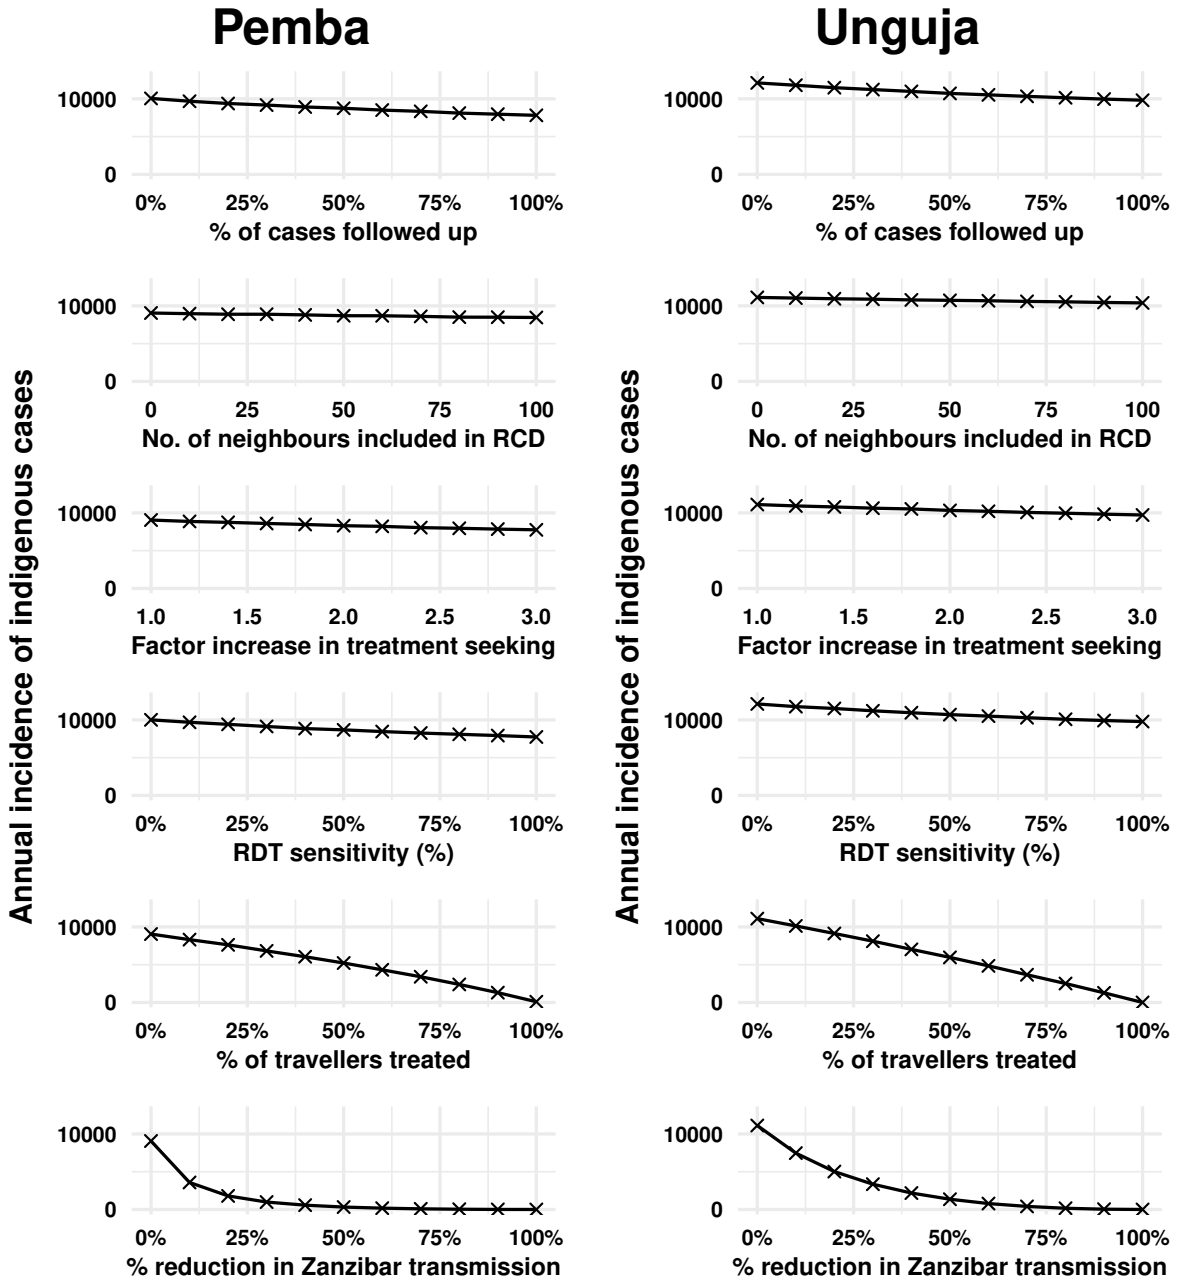 Pemba
Unguja
Annual incidence of indigenous cases
10000
0
0% 25% 50% 75% 100%
% of cases followed up
10000
0
0 25 50 75 100
No. of neighbours included in RCD
10000
0
1.0 1.5 2.0 2.5 3.0
Factor increase in treatment seeking
10000
0
0% 25% 50% 75% 100%
RDT sensitivity (%)
10000
0
0% 25% 50% 75% 100%
% of travellers treated
10000
0
0% 25% 50% 75% 100%
% reduction in Zanzibar transmission
Annual incidence of indigenous cases
10000
0
0% 25% 50% 75% 100%
% of cases followed up
10000
0
0 25 50 75 100
No. of neighbours included in RCD
10000
0
1.0 1.5 2.0 2.5 3.0
Factor increase in treatment seeking
10000
0
0% 25% 50% 75% 100%
RDT sensitivity (%)
10000
0
0% 25% 50% 75% 100%
% of travellers treated
10000
0
0% 25% 50% 75% 100%
% reduction in Zanzibar transmission